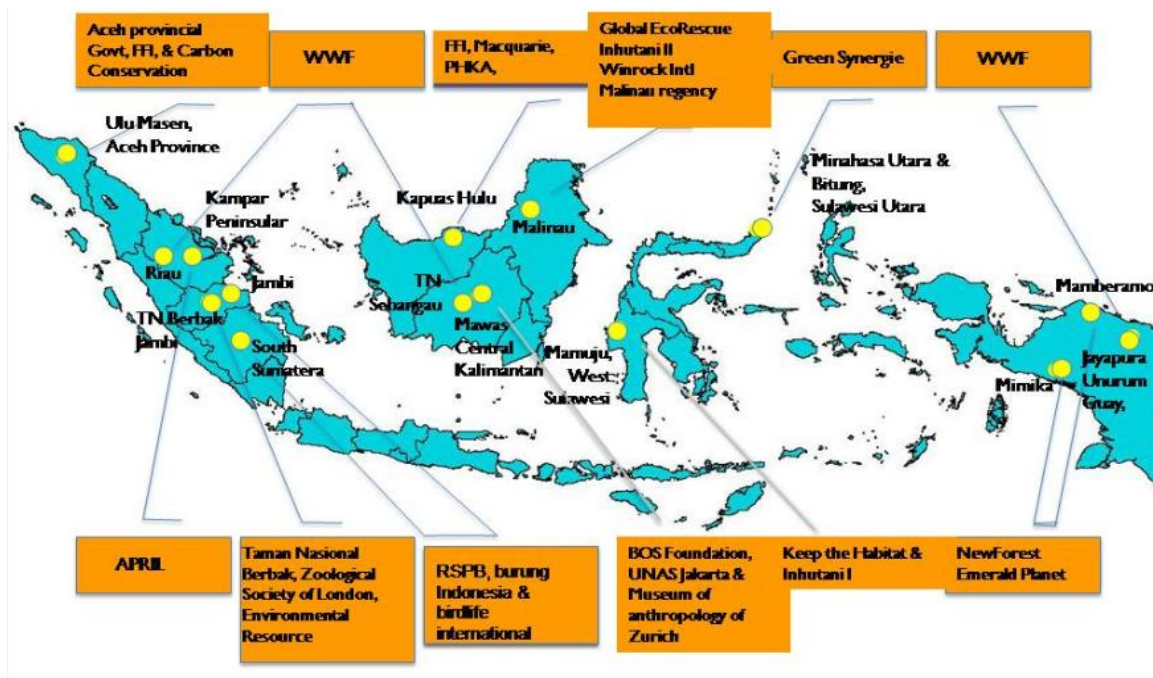 Aceh provincial
Govt, FFI, & Carbon
Conservation
WWF
FFI, Macquarie,
PHKA,
Global EcoRescue
Inhutani II
Winrock Intl
Malinau regency
Green Synergie
WWF
Ulu Masen,
Aceh Province
Kampar
Peninsular
Riau
Jambi
TN Berbak
Jambi
South
Sumatera
Kapuas Hulu
Malinau
TN
Sebangau
Mawas
Central
Kalimantan
Mamuju,
West
Sulawesi
Minahasa Utara &
Bitung,
Sulawesi Utara
Mamberamo
Mimika
Jayapura
Unurum
Guay,
APRIL
Taman Nasional
Berbak, Zoological
Society of London,
Environmental
Resource
RSPB, burung
Indonesia &
birdlife
international
BOS Foundation,
UNAS Jakarta &
Museum of
anthropology of
Zurich
Keep the Habitat &
Inhutani I
NewForest
Emerald Planet